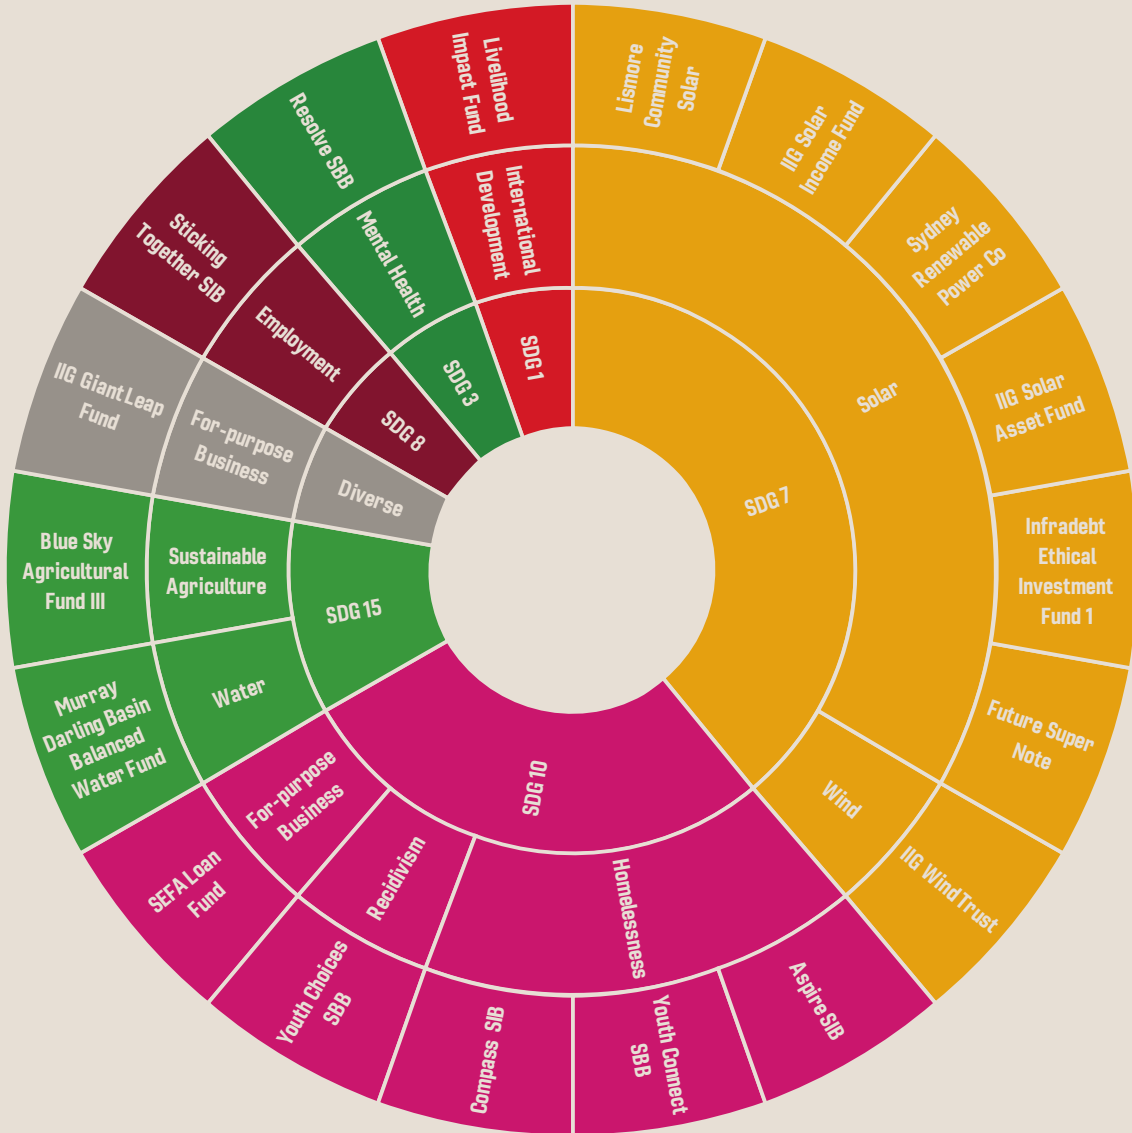 SDG 7
Solar
Lismore
Community
Solar
IIG Solar
Income Fund
Sydney
Renewable
Power Co
IIG Solar
Asset Fund
Infradebt
Ethical
Investment
Fund 1
Future Super
Note
Wind
IIG Wind Trust
SDG 10
Homelessness
Aspire SIB
Youth Connect
SBB
Compass SIB
Recidivism
Youth Choices
SBB
For-purpose
Business
SEFA Loan
Fund
SDG 15
Water
Murray
Darling Basin
Balanced
Water Fund
Sustainable
Agriculture
Blue Sky
Agricultural
Fund III
Diverse
For-purpose
Business
IIG Giant Leap
Fund
SDG 8
Employment
Sticking
Together SIB
SDG 3
Mental Health
Resolve SBB
SDG 1
International
Development
Livelihood
Impact Fund